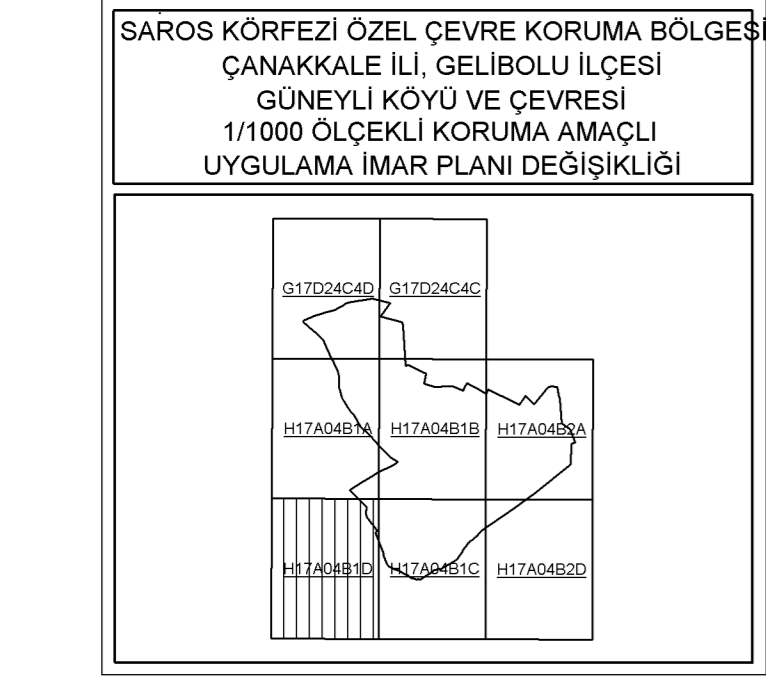 SAROS KÖRFEZİ ÖZEL ÇEVRE KORUMA BÖLGESİ
ÇANAKKALE İLİ, GELİBOLU İLÇESİ
GÜNEYLİ KÖYÜ VE ÇEVRESİ
1/1000 ÖLÇEKLİ KORUMA AMAÇLI
UYGULAMA İMAR PLANI DEĞİŞİKLİĞİ
G17D24C4D G17D24C4C
H17A04B1A H17A04B1B H17A04B2A
H17A04B1D H17A04B1C H17A04B2D